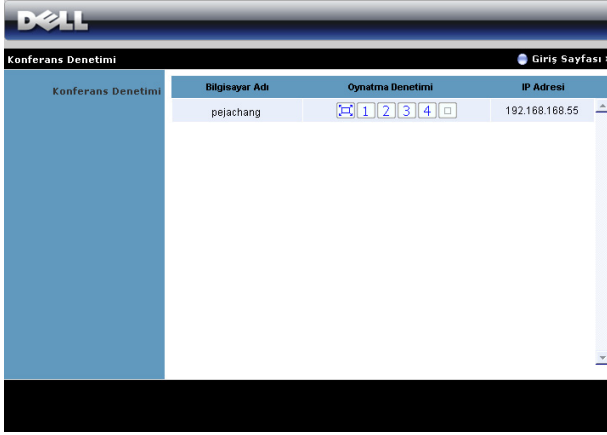 DELL
Konferans Denetimi
Giriş Sayfası
Konferans Denetimi
Bilgisayar Adı Oynatma Denetimi IP Adresi
pejachang 1 2 3 4 192.168.168.55